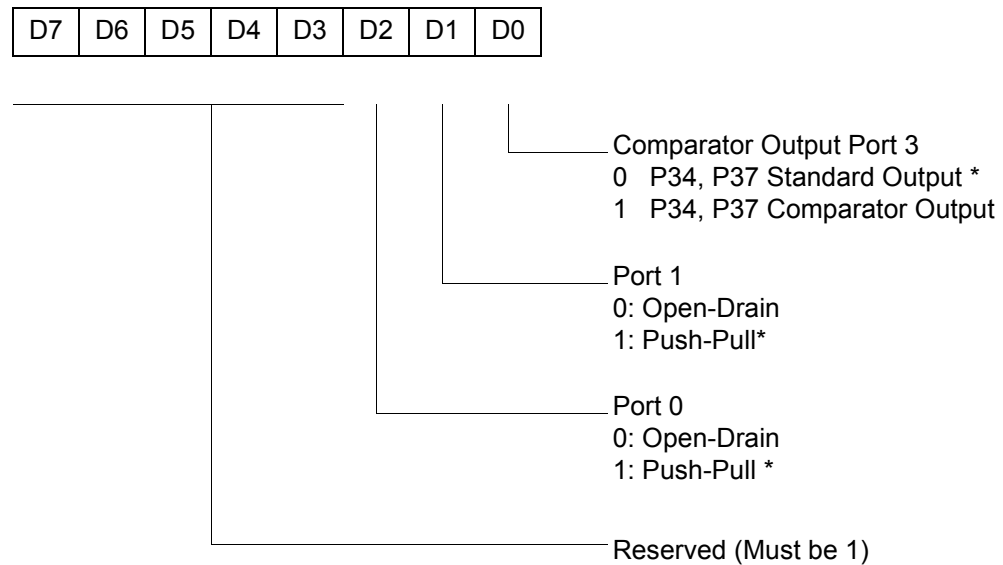 D7 D6 D5 D4 D3 D2 D1 D0
Comparator Output Port 3
0 P34, P37 Standard Output *
1 P34, P37 Comparator Output
Port 1
0: Open-Drain
1: Push-Pull*
Port 0
0: Open-Drain
1: Push-Pull *
Reserved (Must be 1)